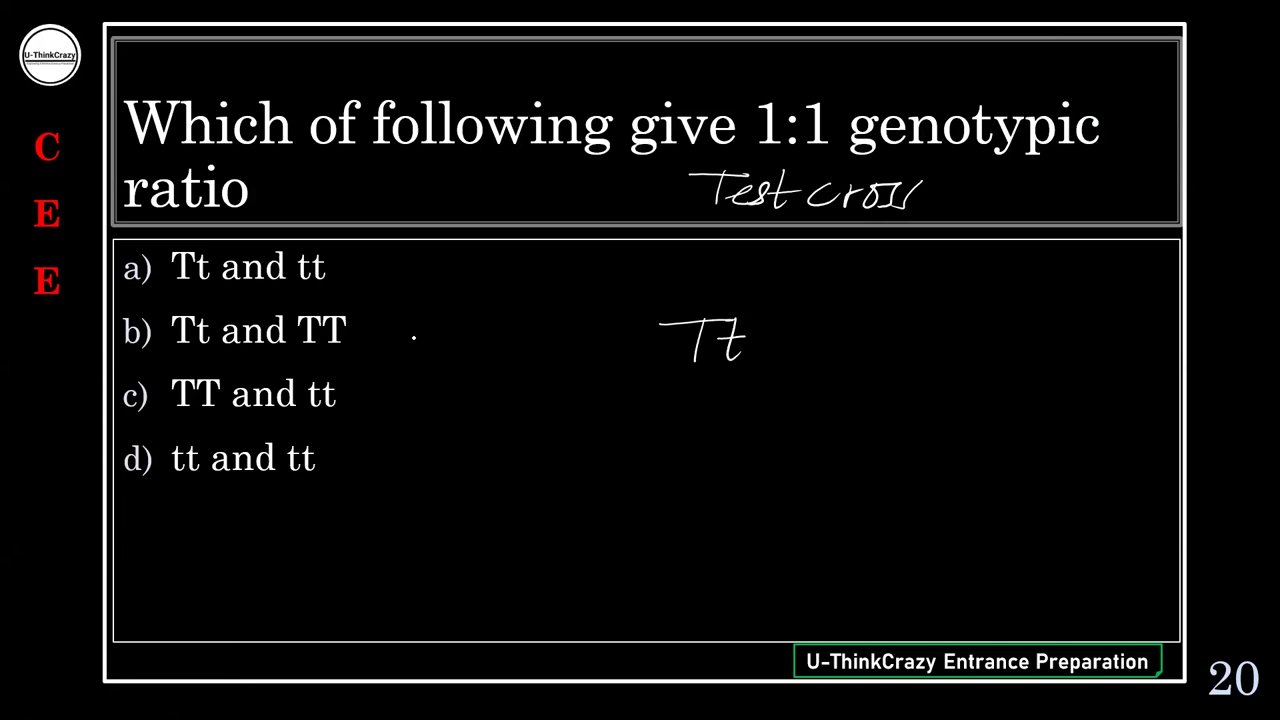 U-ThinkCrazy
C
E
E
Which of following give 1:1 genotypic
ratio
Test cross
a) Tt and tt
b) Tt and TT
Tt
c) TT and tt
d) tt and tt
U-ThinkCrazy Entrance Preparation
20